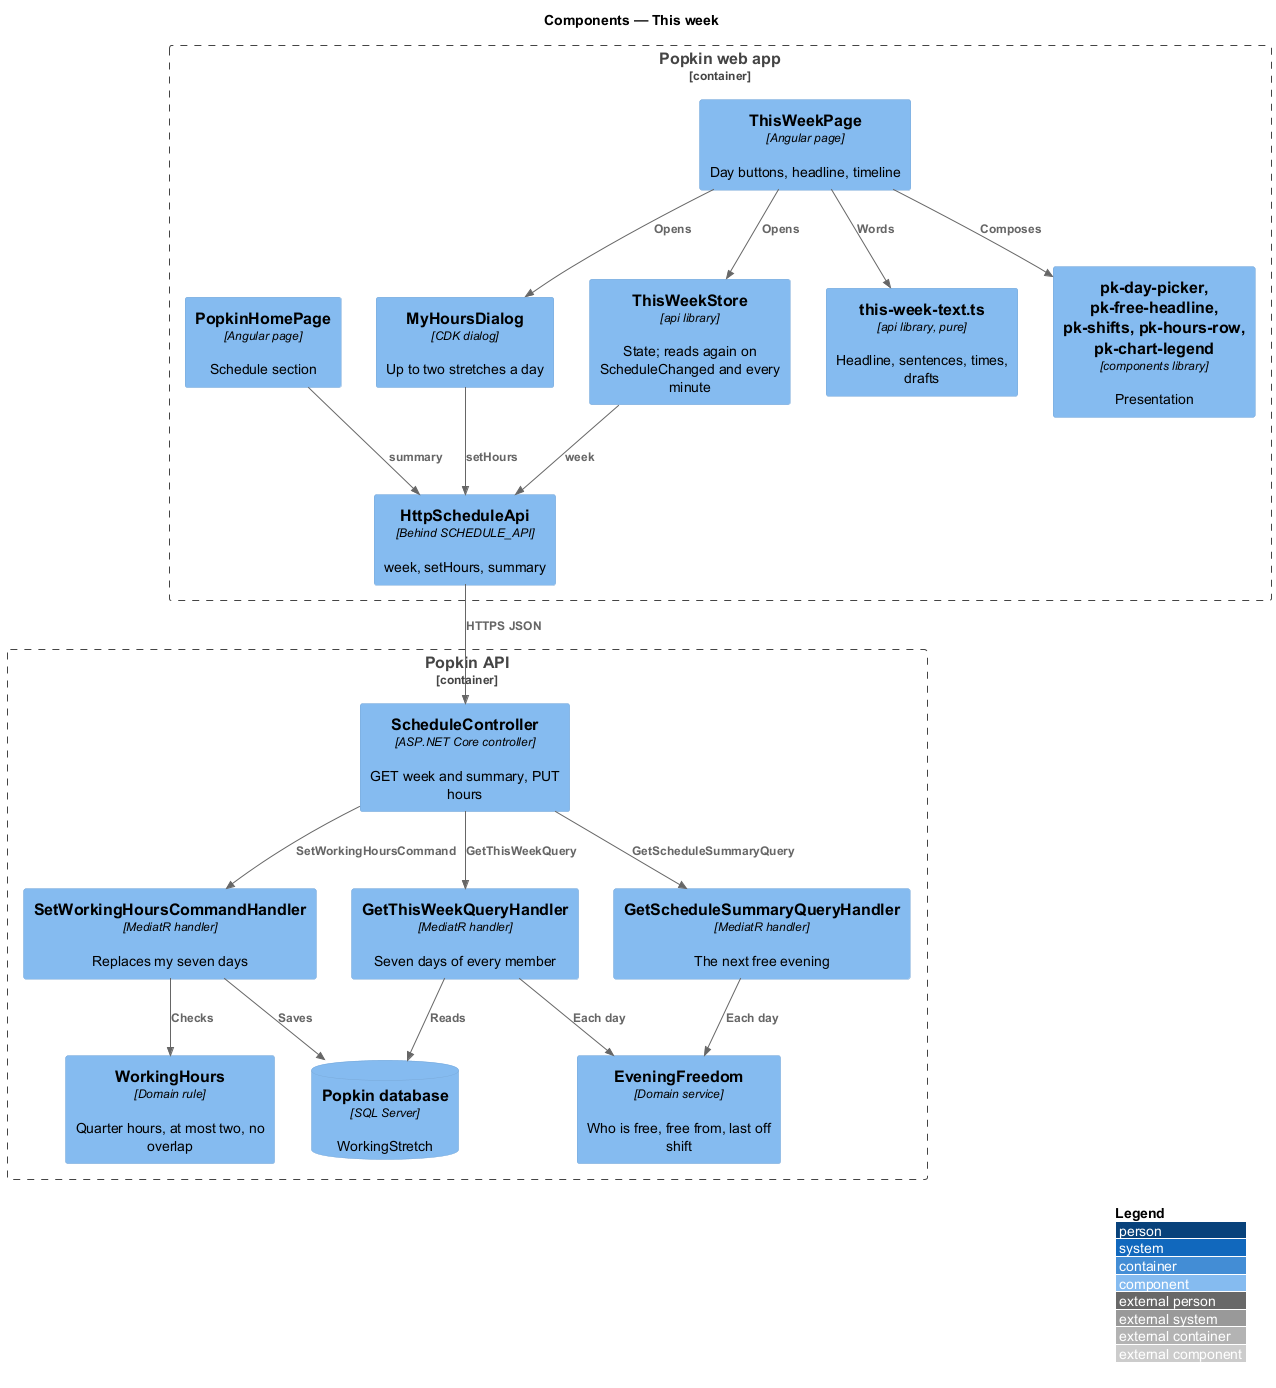 Components — This week
Popkin web app
[container]
ThisWeekPage
[Angular page]
Day buttons, headline, timeline
Opens
Opens
Words
Composes
PopkinHomePage
[Angular page]
Schedule section
MyHoursDialog
[CDK dialog]
Up to two stretches a day
ThisWeekStore
[api library]
State; reads again on
ScheduleChanged and every
minute
this-week-text.ts
[api library, pure]
Headline, sentences, times,
drafts
pk-day-picker,
pk-free-headline,
pk-shifts, pk-hours-row,
pk-chart-legend
[components library]
Presentation
summary
setHours
week
HttpScheduleApi
[Behind SCHEDULE_API]
week, setHours, summary
HTTPS JSON
Popkin API
[container]
ScheduleController
[ASP.NET Core controller]
GET week and summary, PUT
hours
SetWorkingHoursCommand
GetThisWeekQuery
GetScheduleSummaryQuery
SetWorkingHoursCommandHandler
[MediatR handler]
Replaces my seven days
GetThisWeekQueryHandler
[MediatR handler]
Seven days of every member
GetScheduleSummaryQueryHandler
[MediatR handler]
The next free evening
Checks
Saves
Reads
Each day
Each day
WorkingHours
[Domain rule]
Quarter hours, at most two, no
overlap
Popkin database
[SQL Server]
WorkingStretch
EveningFreedom
[Domain service]
Who is free, free from, last off
shift
Legend
person
system
container
component
external person
external system
external container
external component